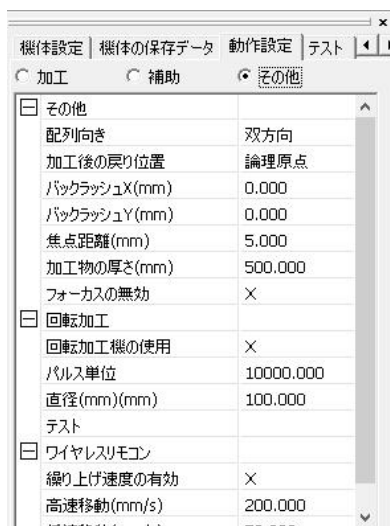 機体設定 機体の保存データ 動作設定 テスト
加工 補助 その他
その他
配列向き 双方向
加工後の戻り位置 論理原点
バックラッシュX(mm) 0.000
バックラッシュY(mm) 0.000
焦点距離(mm) 5.000
加工物の厚さ(mm) 500.000
フォーカスの無効 X
回転加工
回転加工機の使用 X
パルス単位 10000.000
直径(mm)(mm) 100.000
テスト
ワイヤレスリモコン
繰り上げ速度の有効 X
高速移動(mm/s) 200.000